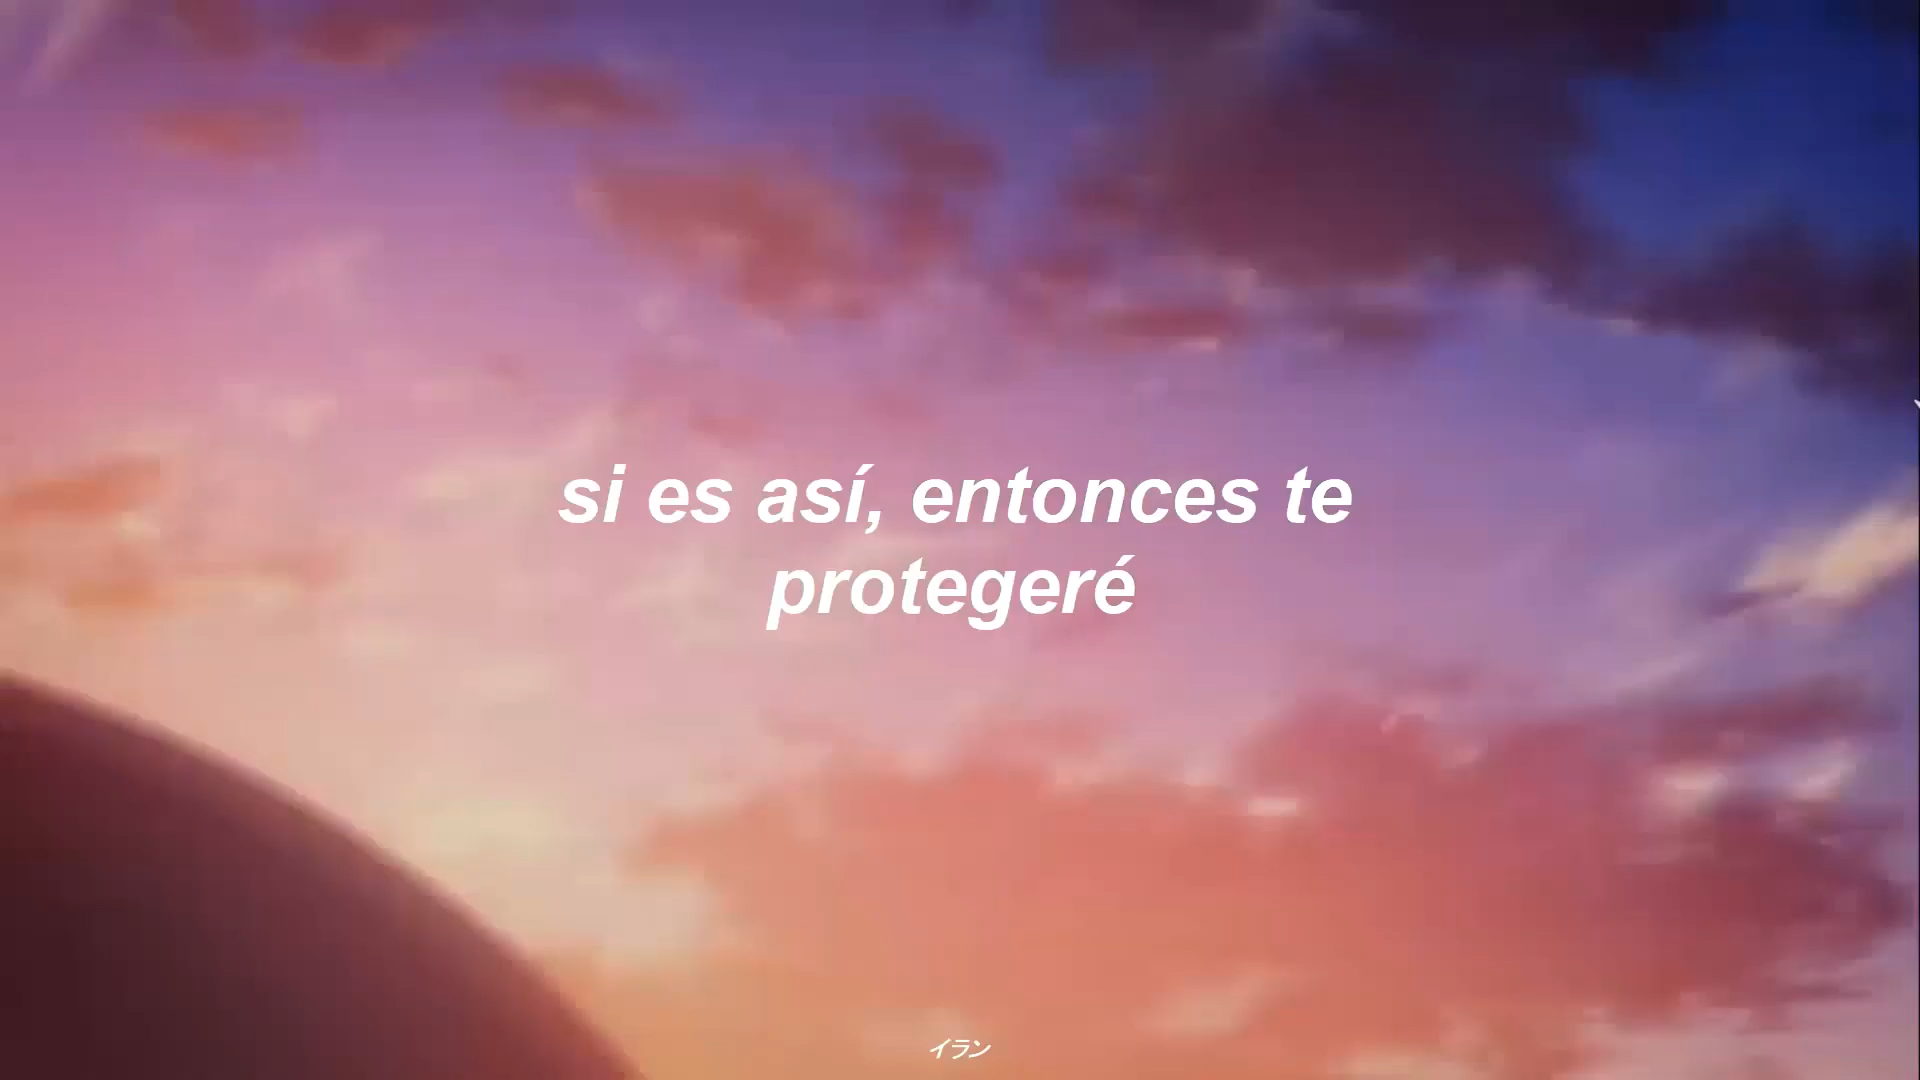 si es así, entonces te
protegeré
イラン